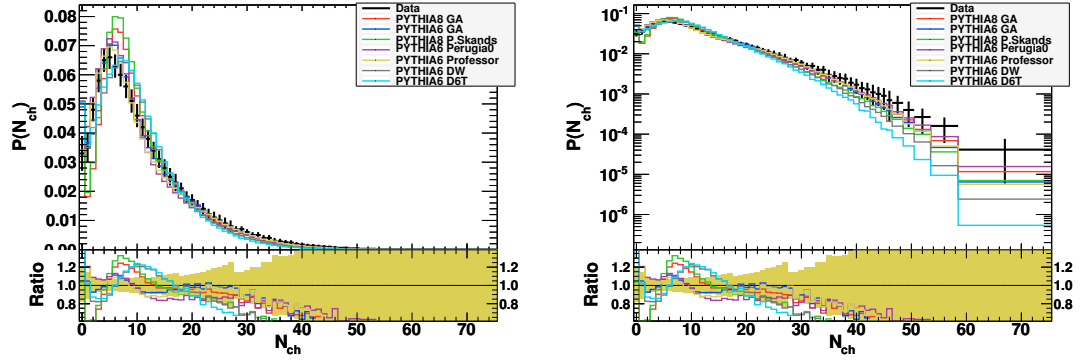 P(N_ch)
0.08
0.07
0.06
0.05
0.04
0.03
0.02
0.01
0.00
Data
PYTHIA8 GA
PYTHIA6 GA
PYTHIA8 P.Skands
PYTHIA6 Perugia0
PYTHIA6 Professor
PYTHIA6 DW
PYTHIA6 D6T
Ratio
1.2
1.0
0.8
1.2
1.0
0.8
0 10 20 30 40 50 60 70
N_ch
P(N_ch)
10^-1
10^-2
10^-3
10^-4
10^-5
10^-6
Data
PYTHIA8 GA
PYTHIA6 GA
PYTHIA8 P.Skands
PYTHIA6 Perugia0
PYTHIA6 Professor
PYTHIA6 DW
PYTHIA6 D6T
Ratio
1.2
1.0
0.8
1.2
1.0
0.8
0 10 20 30 40 50 60 70
N_ch